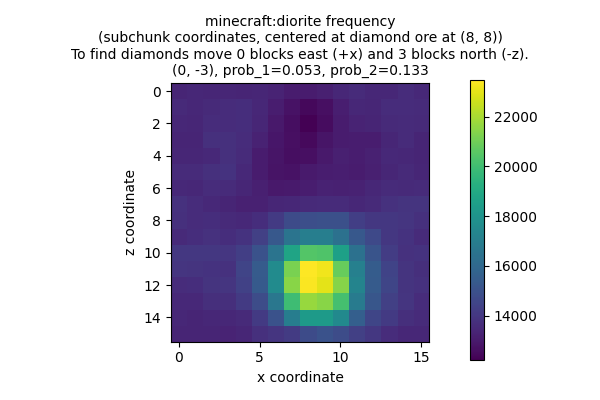 minecraft:diorite frequency
(subchunk coordinates, centered at diamond ore at (8, 8))
To find diamonds move 0 blocks east (+x) and 3 blocks north (-z).
(0, -3), prob_1=0.053, prob_2=0.133
0
2
4
6
8
10
12
14
z coordinate
0
5
10
15
x coordinate
22000
20000
18000
16000
14000